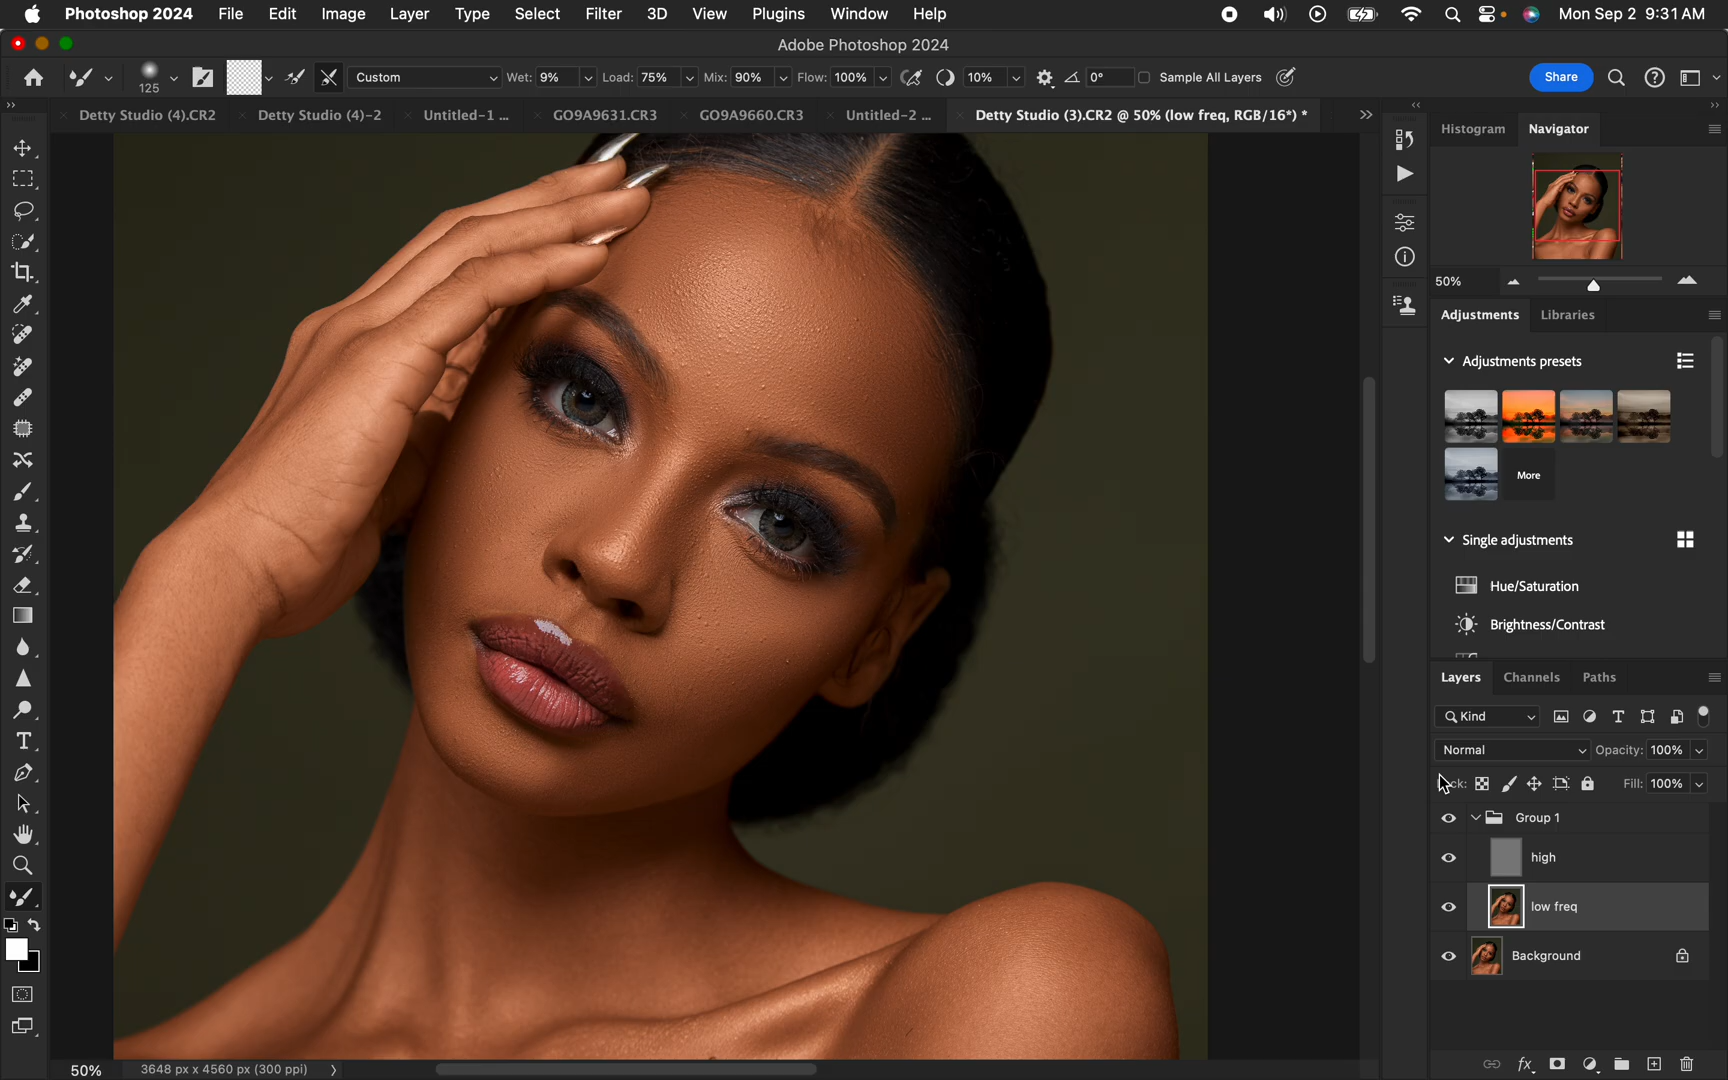 Photoshop 2024 File Edit Image Layer Type Select Filter 3D View Plugins Window Help Mon Sep 2 9:31 AM
Adobe Photoshop 2024
125 Custom Wet: 9% Load: 75% Mix: 90% Flow: 100% 10% 0° Sample All Layers Share
Detty Studio (4).CR2 Detty Studio (4)-2 Untitled-1 ... GO9A9631.CR3 GO9A9660.CR3 Untitled-2 ... Detty Studio (3).CR2 @ 50% (low freq, RGB/16*) *
Histogram Navigator
50%
Adjustments Libraries
Adjustments presets
More
Single adjustments
Hue/Saturation
Brightness/Contrast
Layers Channels Paths
Kind
Normal Opacity: 100%
Fill: 100%
Group 1
high
low freq
Background
50% 3648 px x 4560 px (300 ppi)